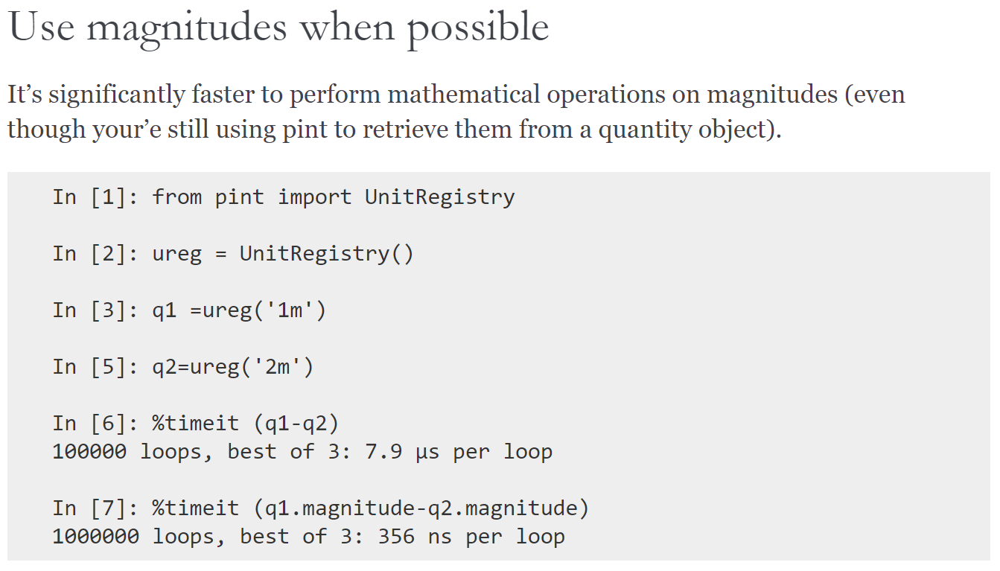 Use magnitudes when possible
It’s significantly faster to perform mathematical operations on magnitudes (even
though your’e still using pint to retrieve them from a quantity object).
In [1]: from pint import UnitRegistry
In [2]: ureg = UnitRegistry()
In [3]: q1 =ureg('1m')
In [5]: q2=ureg('2m')
In [6]: %timeit (q1-q2)
100000 loops, best of 3: 7.9 µs per loop
In [7]: %timeit (q1.magnitude-q2.magnitude)
1000000 loops, best of 3: 356 ns per loop